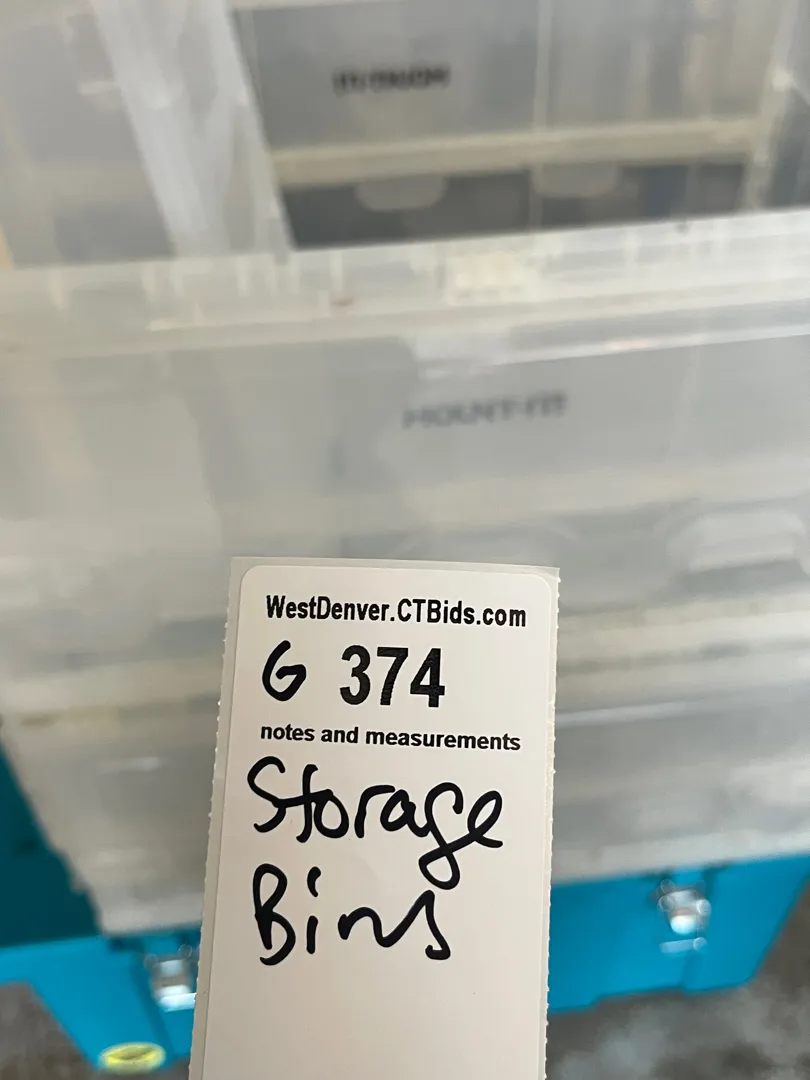 WestDenver.CTBids.com
G 374
notes and measurements
Storage
Bins